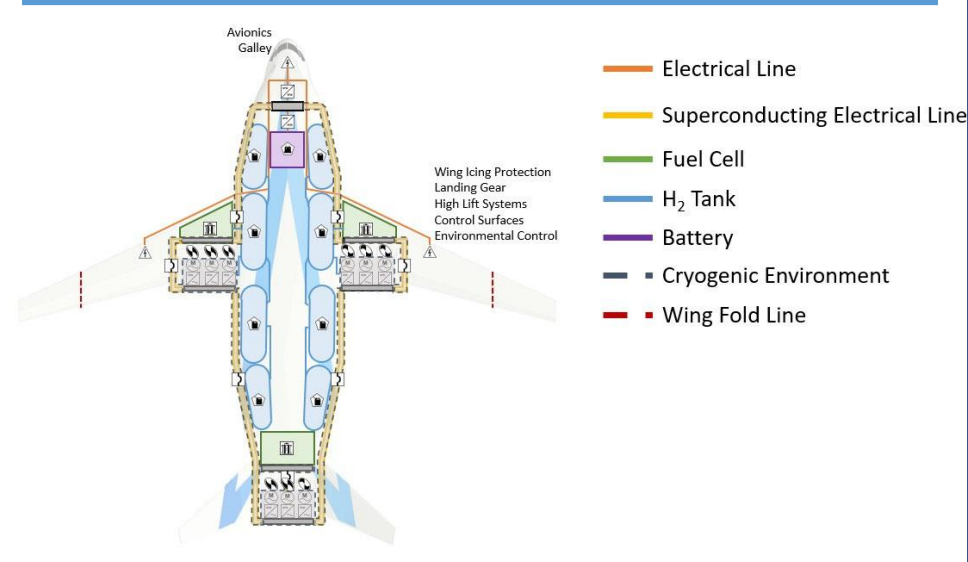 Avionics
Galley
Wing Icing Protection
Landing Gear
High Lift Systems
Control Surfaces
Environmental Control
Electrical Line
Superconducting Electrical Line
Fuel Cell
H₂ Tank
Battery
Cryogenic Environment
Wing Fold Line